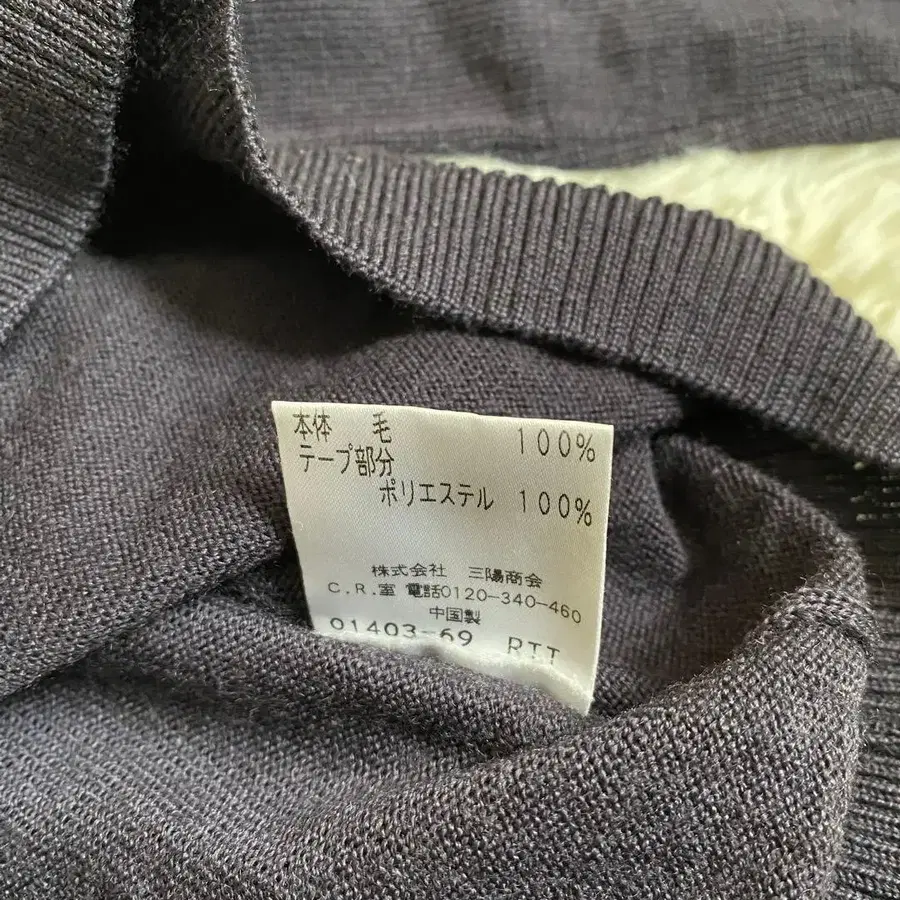 本体 毛 100%
テープ部分
ポリエステル 100%
株式会社 三陽商会
C.R.室 電話0120-340-460
中国製
01403-69